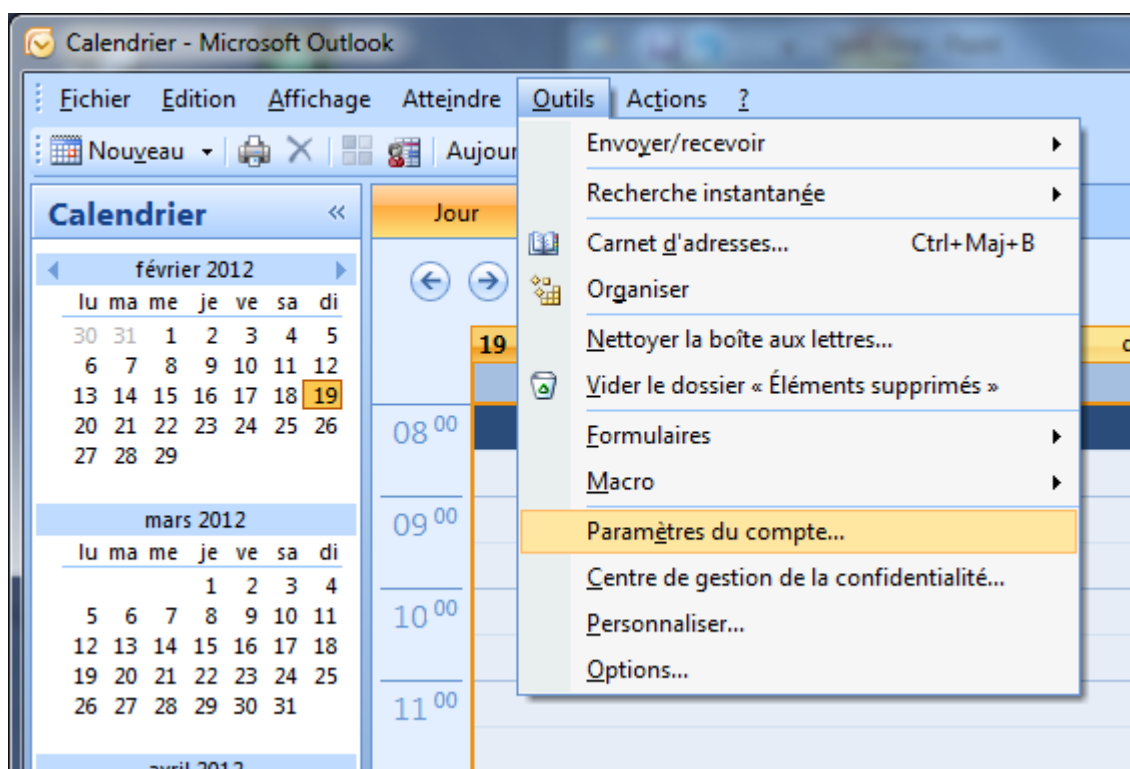 Calendrier - Microsoft Outlook
Fichier Edition Affichage Atteindre Outils Actions ?
Nouveau Aujour
Envoyer/recevoir
Recherche instantanée
Carnet d'adresses... Ctrl+Maj+B
Organiser
Nettoyer la boîte aux lettres...
Vider le dossier « Éléments supprimés »
Formulaires
Macro
Paramètres du compte...
Centre de gestion de la confidentialité...
Personnaliser...
Options...
Calendrier «
février 2012
lu ma me je ve sa di
30 31 1 2 3 4 5
6 7 8 9 10 11 12
13 14 15 16 17 18 19
20 21 22 23 24 25 26
27 28 29
mars 2012
lu ma me je ve sa di
1 2 3 4
5 6 7 8 9 10 11
12 13 14 15 16 17 18
19 20 21 22 23 24 25
26 27 28 29 30 31
avril 2012
Jour
19
08 00
09 00
10 00
11 00